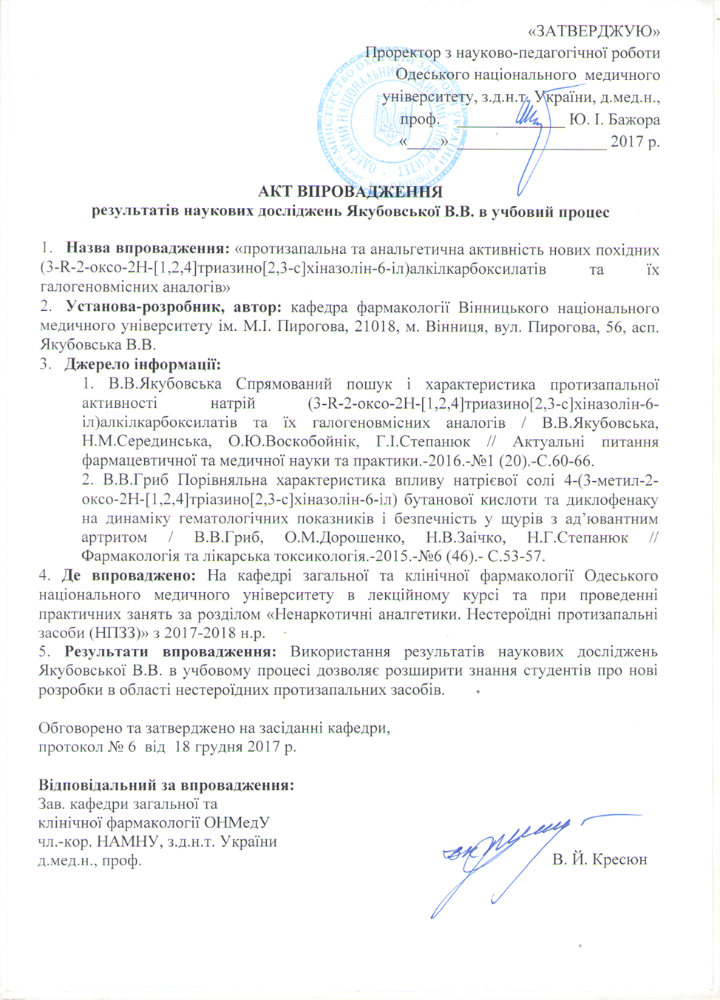 «ЗАТВЕРДЖУЮ»
Проректор з науково-педагогічної роботи
Одеського національного медичного
університету, з.д.н.т. України, д.мед.н.,
проф. ______________ Ю. І. Бажора
«____» __________________ 2017 р.
АКТ ВПРОВАДЖЕННЯ
результатів наукових досліджень Якубовської В.В. в учбовий процес
1. Назва впровадження: «протизапальна та анальгетична активність нових похідних
(3-R-2-оксо-2Н-[1,2,4]триазино[2,3-с]хіназолін-6-іл)алкілкарбоксилатів та їх
галогеновмісних аналогів»
2. Установа-розробник, автор: кафедра фармакології Вінницького національного
медичного університету ім. М.І. Пирогова, 21018, м. Вінниця, вул. Пирогова, 56, асп.
Якубовська В.В.
3. Джерело інформації:
1. В.В.Якубовська Спрямований пошук і характеристика протизапальної
активності натрій (3-R-2-оксо-2Н-[1,2,4]триазино[2,3-с]хіназолін-6-
іл)алкілкарбоксилатів та їх галогеновмісних аналогів / В.В.Якубовська,
Н.М.Серединська, О.Ю.Воскобойнік, Г.І.Степанюк // Актуальні питання
фармацевтичної та медичної науки та практики.-2016.-№1 (20).-С.60-66.
2. В.В.Гриб Порівняльна характеристика впливу натрієвої солі 4-(3-метил-2-
оксо-2Н-[1,2,4]тріазино[2,3-с]хіназолін-6-іл) бутанової кислоти та диклофенаку
на динаміку гематологічних показників і безпечність у щурів з ад’ювантним
артритом / В.В.Гриб, О.М.Дорошенко, Н.В.Заічко, Н.Г.Степанюк //
Фармакологія та лікарська токсикологія.-2015.-№6 (46).- С.53-57.
4. Де впроваджено: На кафедрі загальної та клінічної фармакології Одеського
національного медичного університету в лекційному курсі та при проведенні
практичних занять за розділом «Ненаркотичні аналгетики. Нестероїдні протизапальні
засоби (НПЗЗ)» з 2017-2018 н.р.
5. Результати впровадження: Використання результатів наукових досліджень
Якубовської В.В. в учбовому процесі дозволяє розширити знання студентів про нові
розробки в області нестероїдних протизапальних засобів.
Обговорено та затверджено на засіданні кафедри,
протокол № 6 від 18 грудня 2017 р.
Відповідальний за впровадження:
Зав. кафедри загальної та
клінічної фармакології ОНМедУ
чл.-кор. НАМНУ, з.д.н.т. України
д.мед.н., проф. В. Й. Кресюн